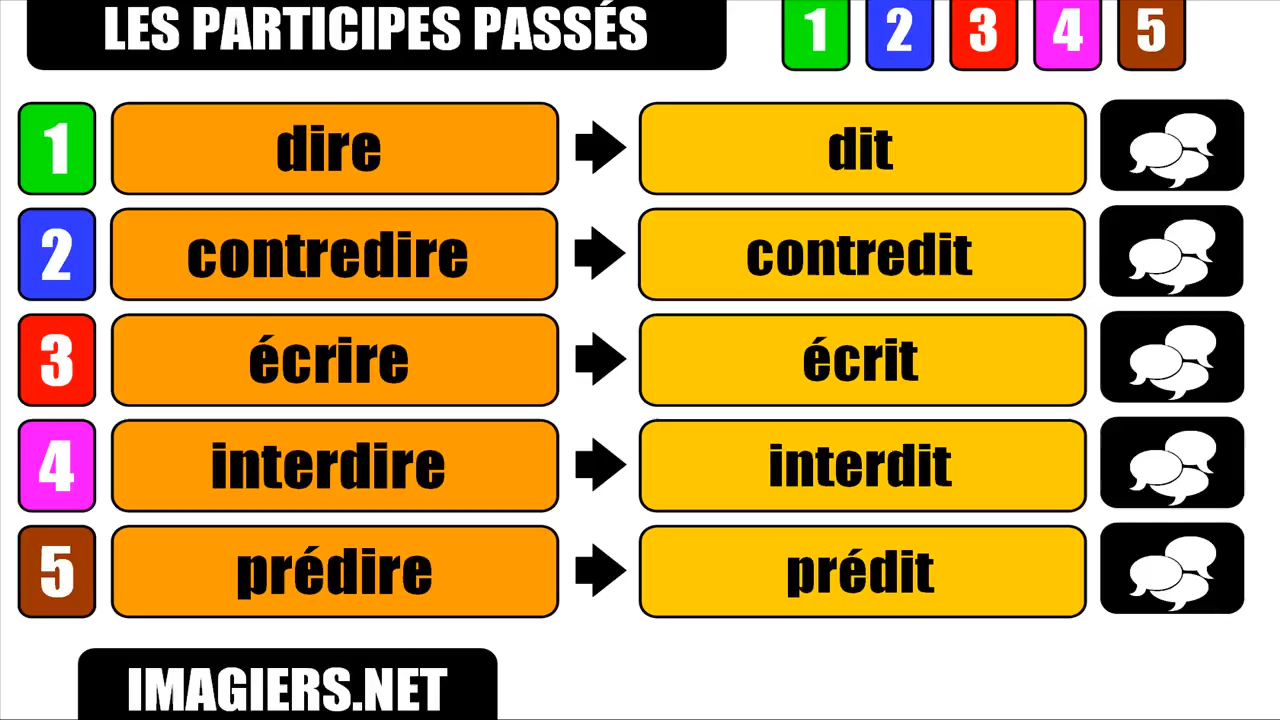 LES PARTICIPES PASSÉS
1 2 3 4 5
1 dire dit
2 contredire contredit
3 écrire écrit
4 interdire interdit
5 prédire prédit
IMAGIERS.NET